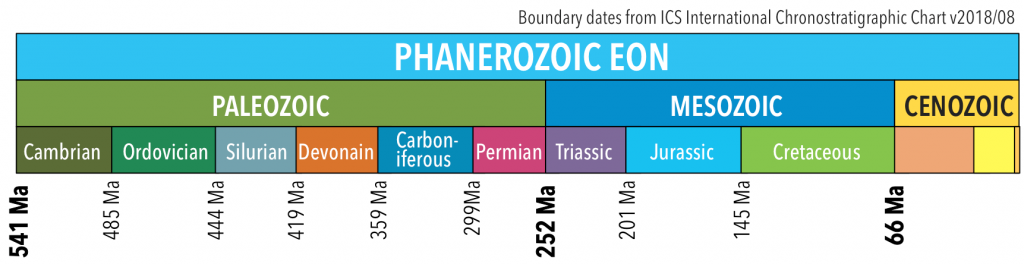 Boundary dates from ICS International Chronostratigraphic Chart v2018/08
PHANEROZOIC EON
PALEOZOIC MESOZOIC CENOZOIC
Cambrian Ordovician Silurian Devonain Carbon-
iferous Permian Triassic Jurassic Cretaceous
541 Ma 485 Ma 444 Ma 419 Ma 359 Ma 299Ma 252 Ma 201 Ma 145 Ma 66 Ma